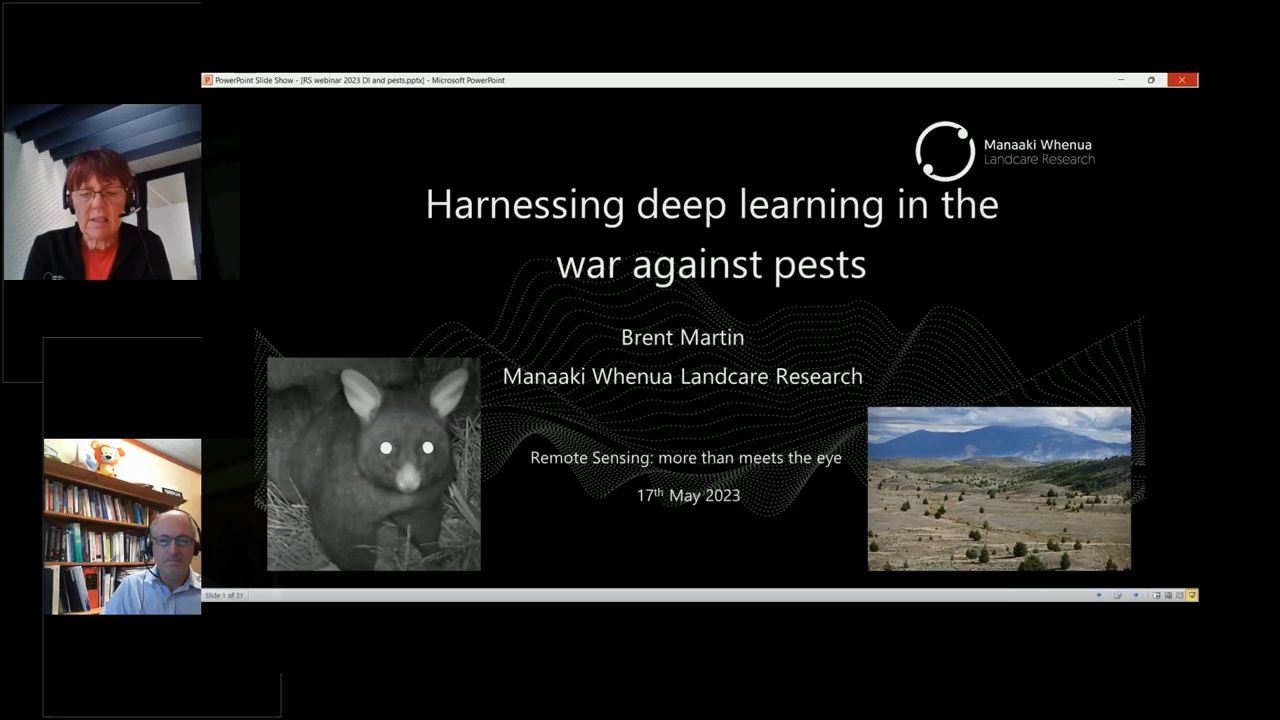 PowerPoint Slide Show - [RS webinar 2023 DI and pests.pptx] - Microsoft PowerPoint
Manaaki Whenua
Landcare Research
Harnessing deep learning in the
war against pests
Brent Martin
Manaaki Whenua Landcare Research
Remote Sensing: more than meets the eye
17th May 2023
Slide 1 of 21